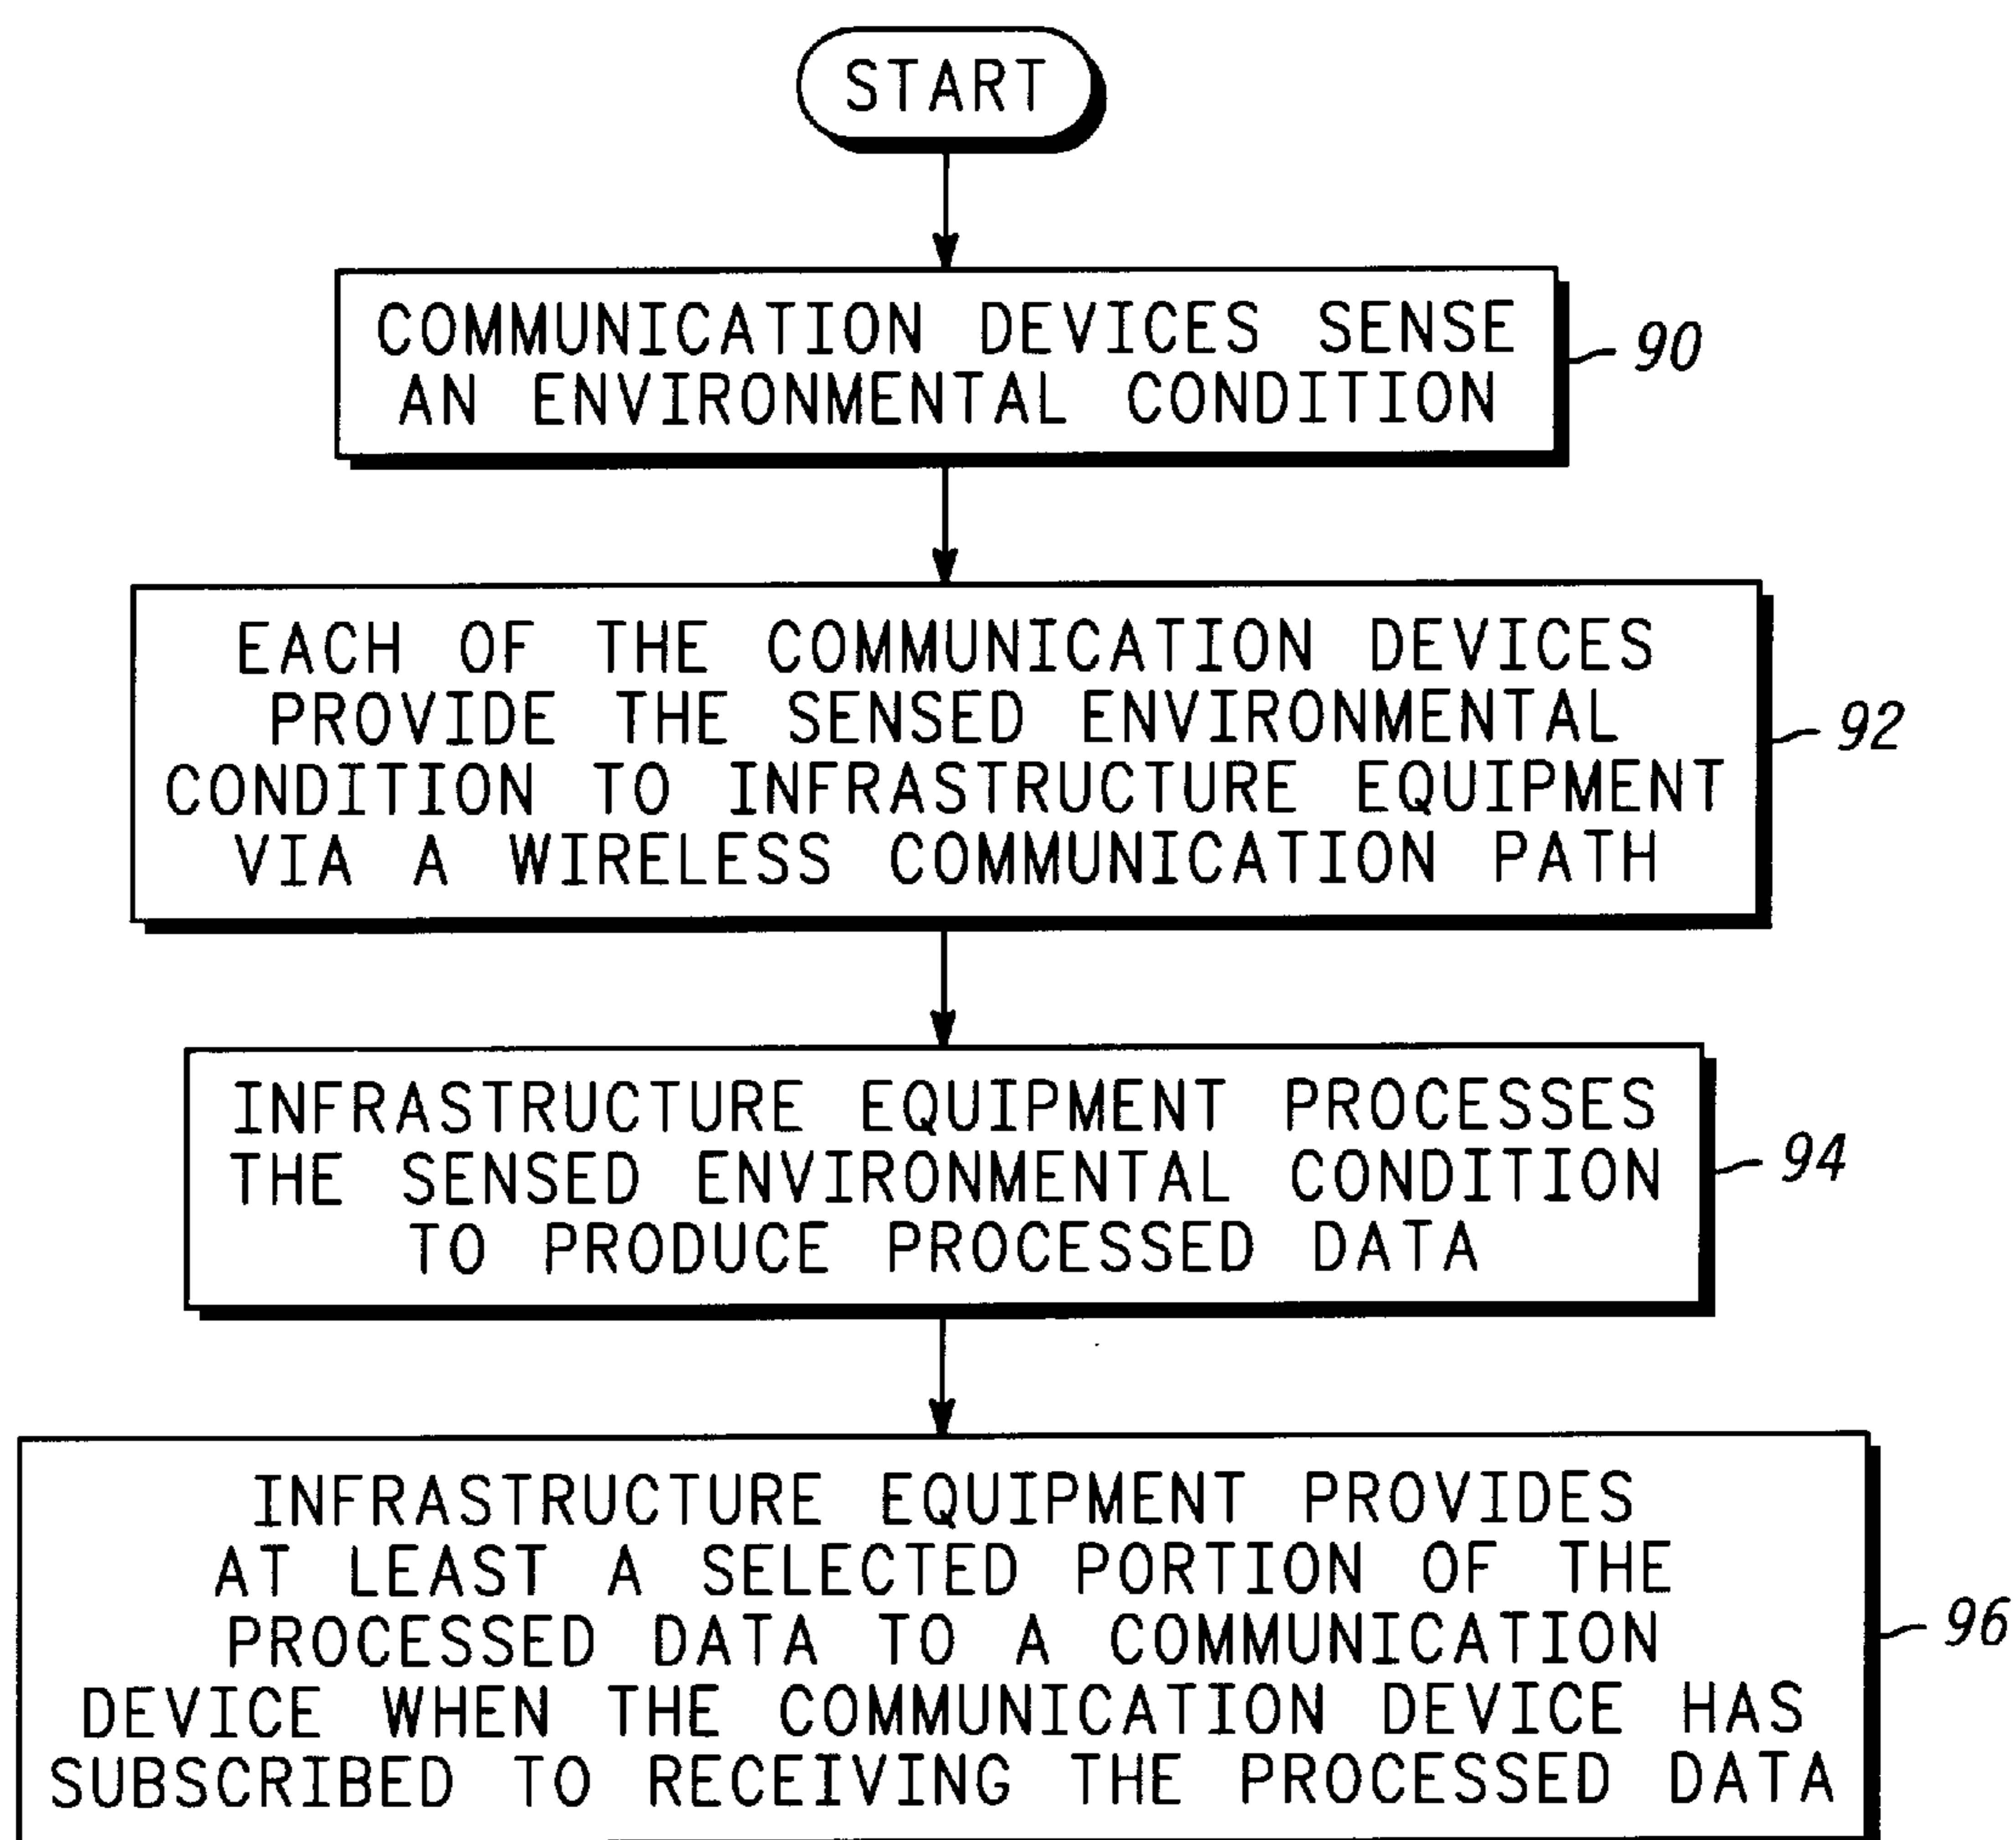 START
COMMUNICATION DEVICES SENSE
AN ENVIRONMENTAL CONDITION
90
EACH OF THE COMMUNICATION DEVICES
PROVIDE THE SENSED ENVIRONMENTAL
CONDITION TO INFRASTRUCTURE EQUIPMENT
VIA A WIRELESS COMMUNICATION PATH
92
INFRASTRUCTURE EQUIPMENT PROCESSES
THE SENSED ENVIRONMENTAL CONDITION
TO PRODUCE PROCESSED DATA
94
INFRASTRUCTURE EQUIPMENT PROVIDES
AT LEAST A SELECTED PORTION OF THE
PROCESSED DATA TO A COMMUNICATION
DEVICE WHEN THE COMMUNICATION DEVICE HAS
SUBSCRIBED TO RECEIVING THE PROCESSED DATA
96